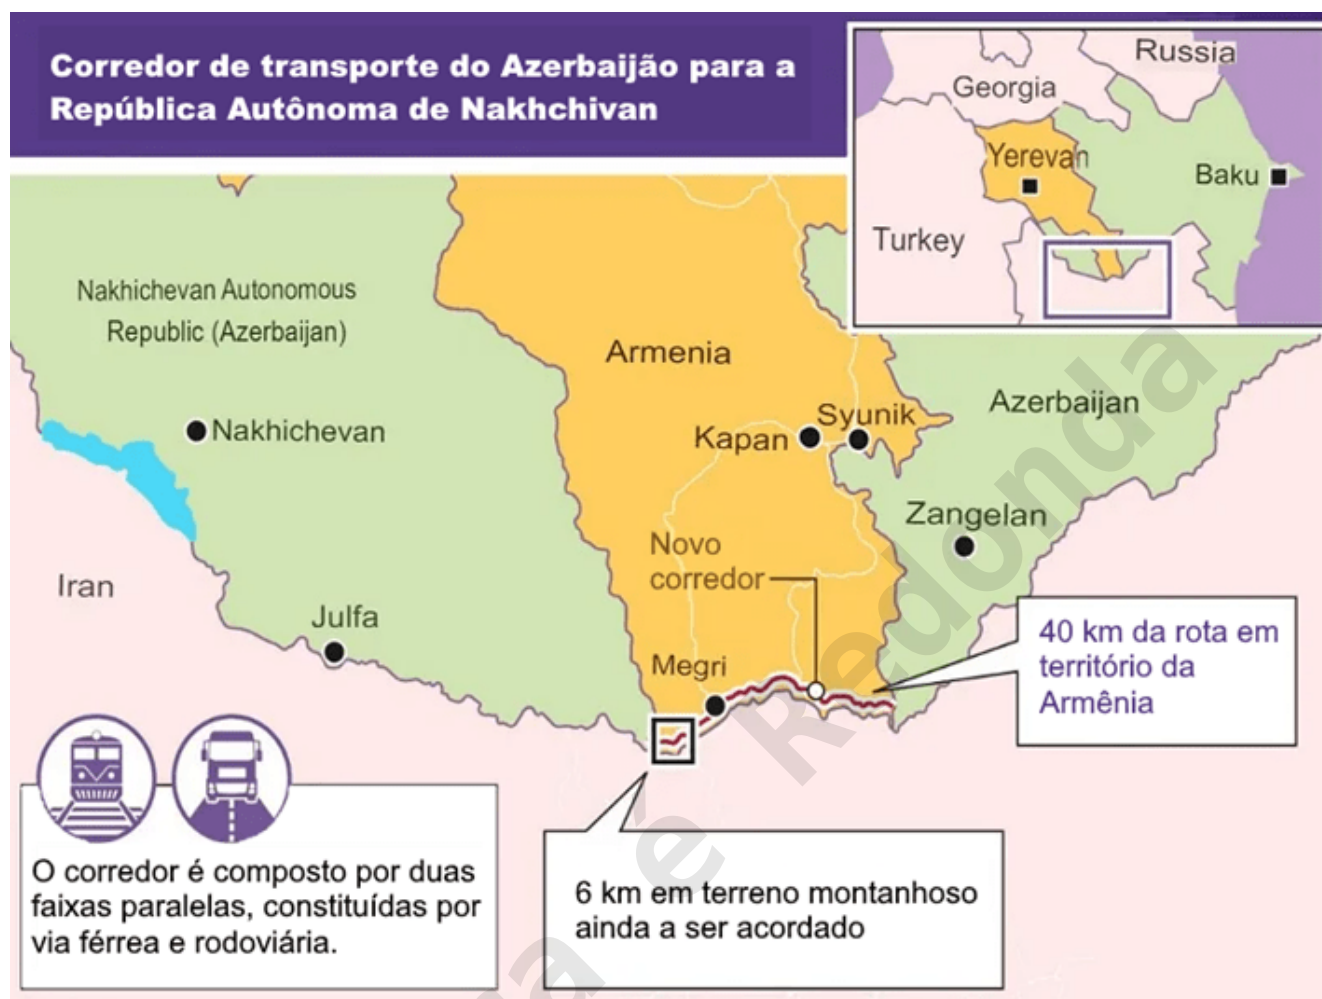 Corredor de transporte do Azerbaijão para a
República Autônoma de Nakhchivan
Russia
Georgia
Yerevan
Baku
Turkey
Nakhichevan Autonomous
Republic (Azerbaijan)
Armenia
Azerbaijan
Syunik
Kapan
Nakhichevan
Zangelan
Novo
corredor
Iran
Julfa
Megri
40 km da rota em
território da
Armênia
O corredor é composto por duas
faixas paralelas, constituídas por
via férrea e rodoviária.
6 km em terreno montanhoso
ainda a ser acordado
Redonda